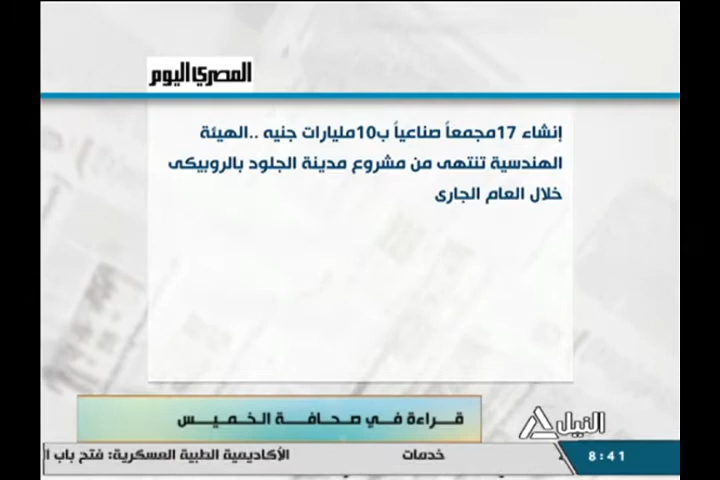 المصري اليوم
إنشاء 17مجمعاً صناعياً ب10مليارات جنيه ..الهيئة
الهندسية تنتهى من مشروع مدينة الجلود بالروبيكى
خلال العام الجارى
قراءة في صحافة الخميس
النيل
8:41
خدمات
الأكاديمية الطبية العسكرية: فتح باب ا